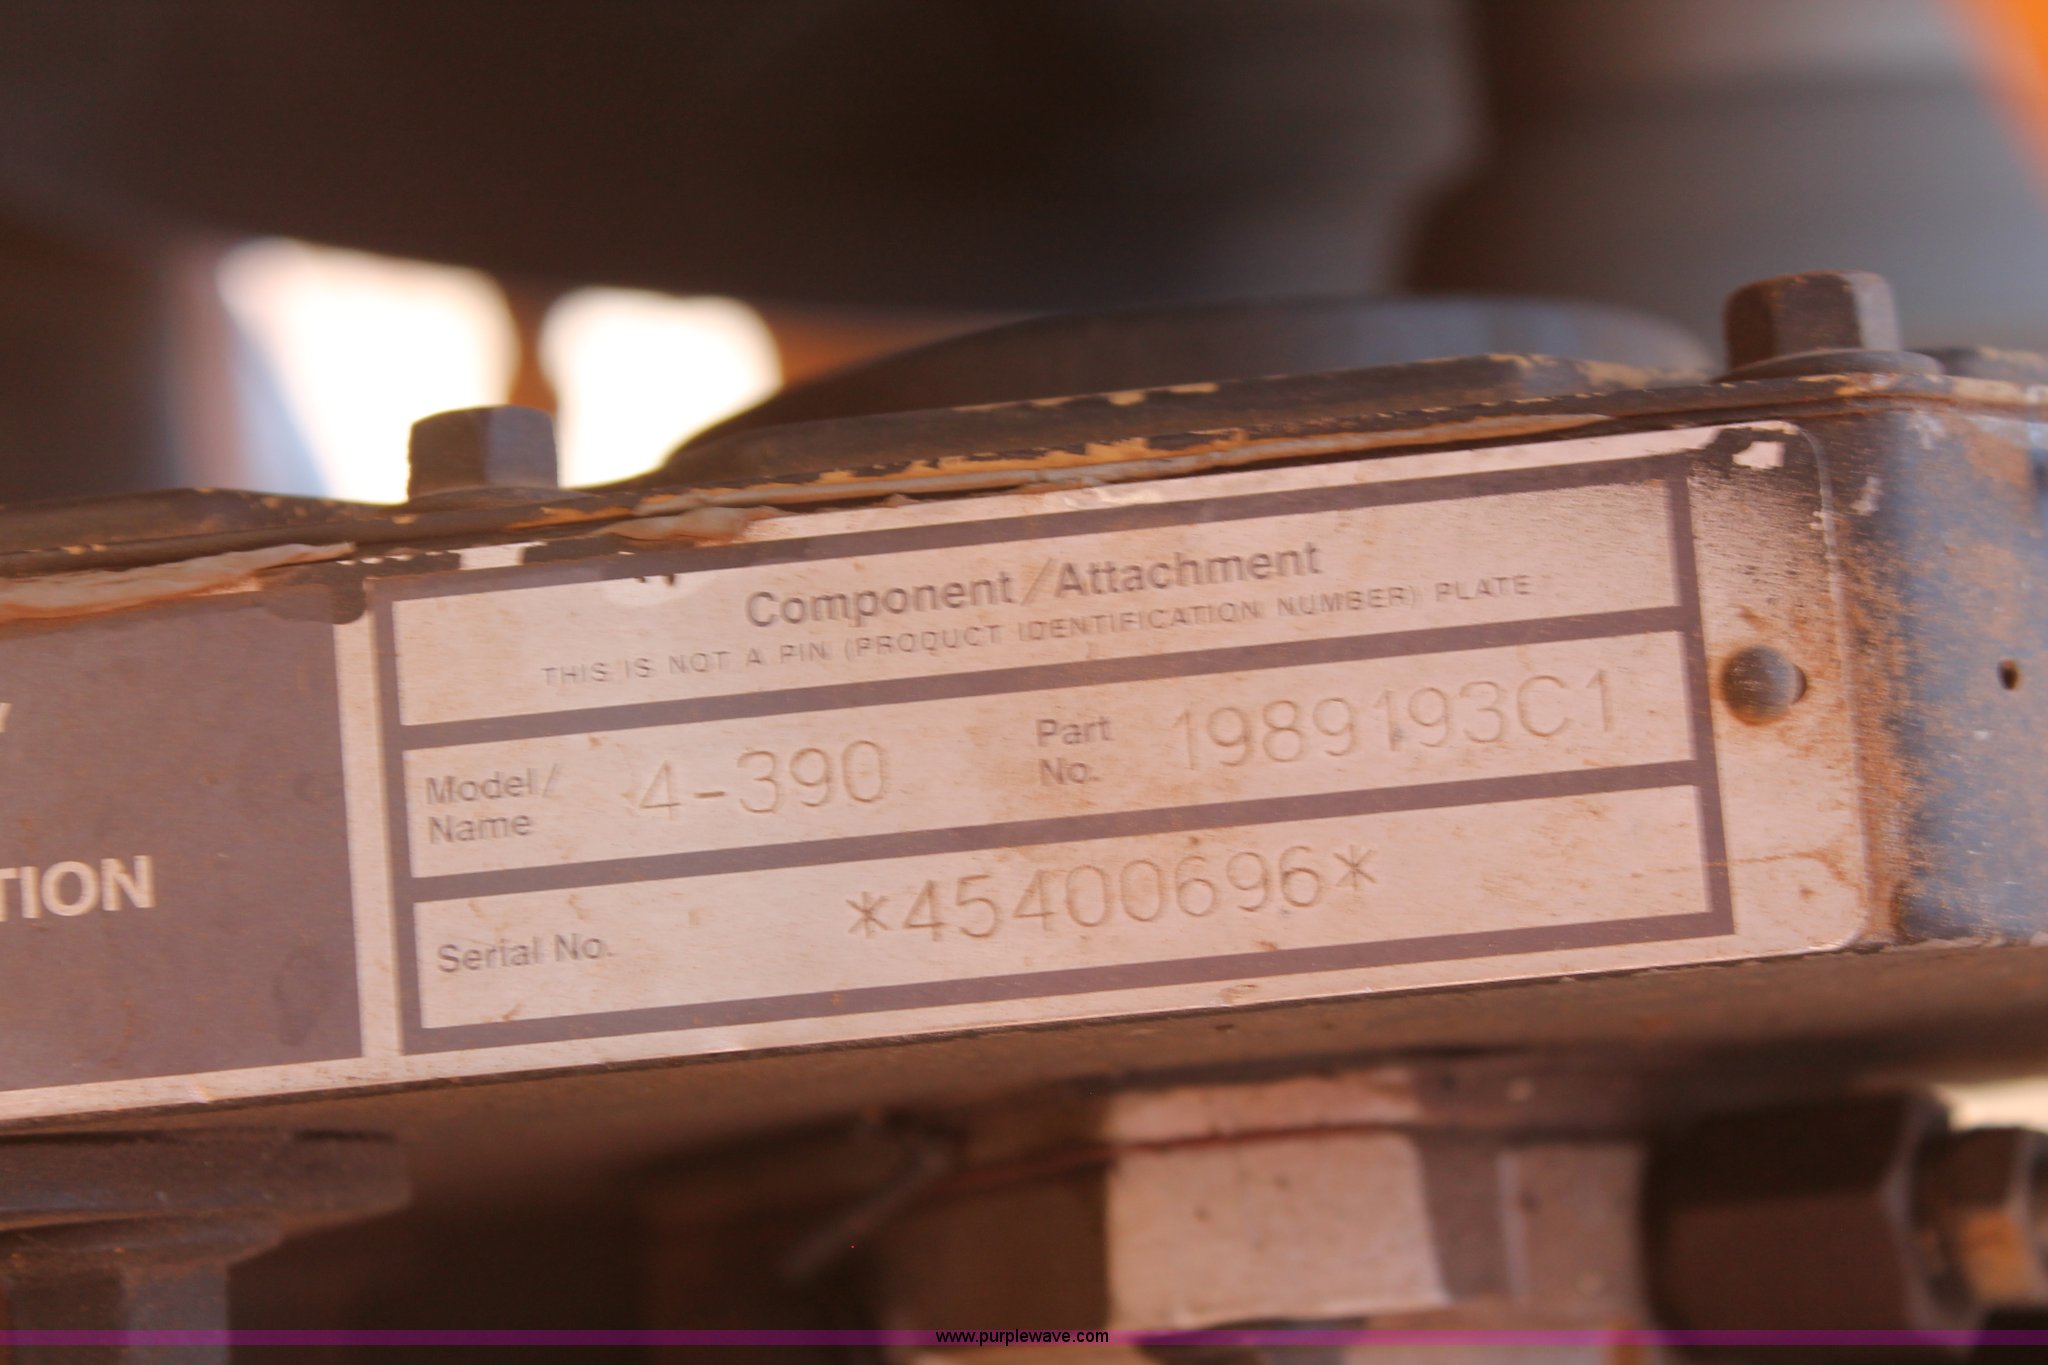 Component/Attachment
THIS IS NOT A PIN (PRODUCT IDENTIFICATION NUMBER) PLATE
Model/
Name
4-390
Part
No.
1989193C1
Serial No.
*45400696*
TION
www.purplewave.com